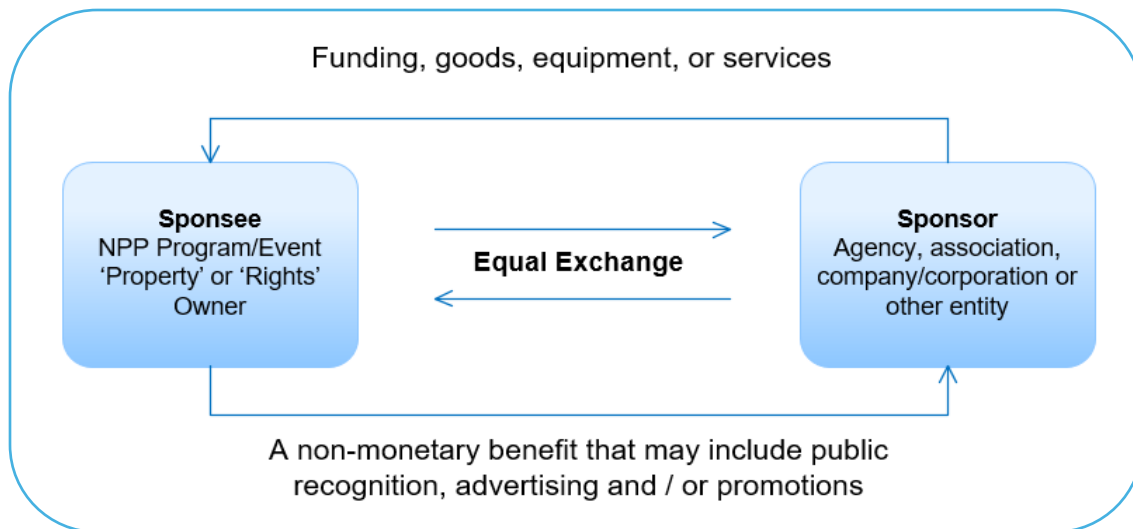 Funding, goods, equipment, or services
Sponsee
NPP Program/Event
‘Property’ or ‘Rights’
Owner
Equal Exchange
Sponsor
Agency, association,
company/corporation or
other entity
A non-monetary benefit that may include public
recognition, advertising and / or promotions